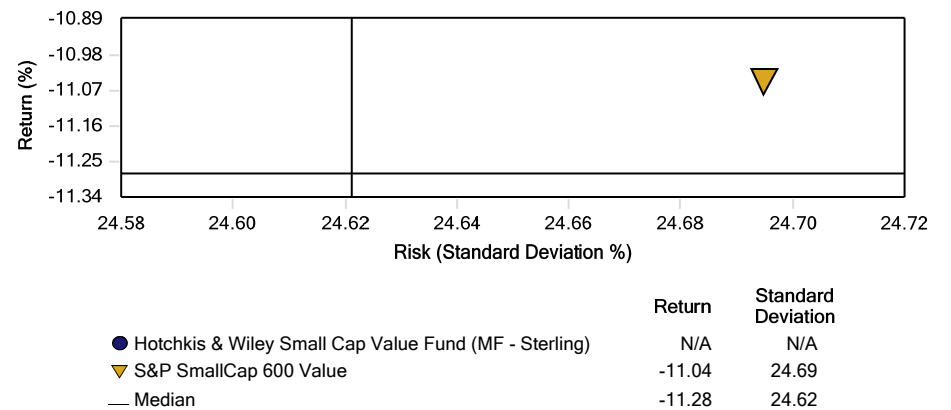 -10.89
-10.98
-11.07
-11.16
-11.25
-11.34
Return (%)
24.58 24.60 24.62 24.64 24.66 24.68 24.70 24.72
Risk (Standard Deviation %)
Return Standard Deviation
Hotchkis & Wiley Small Cap Value Fund (MF - Sterling) N/A N/A
S&P SmallCap 600 Value -11.04 24.69
Median -11.28 24.62